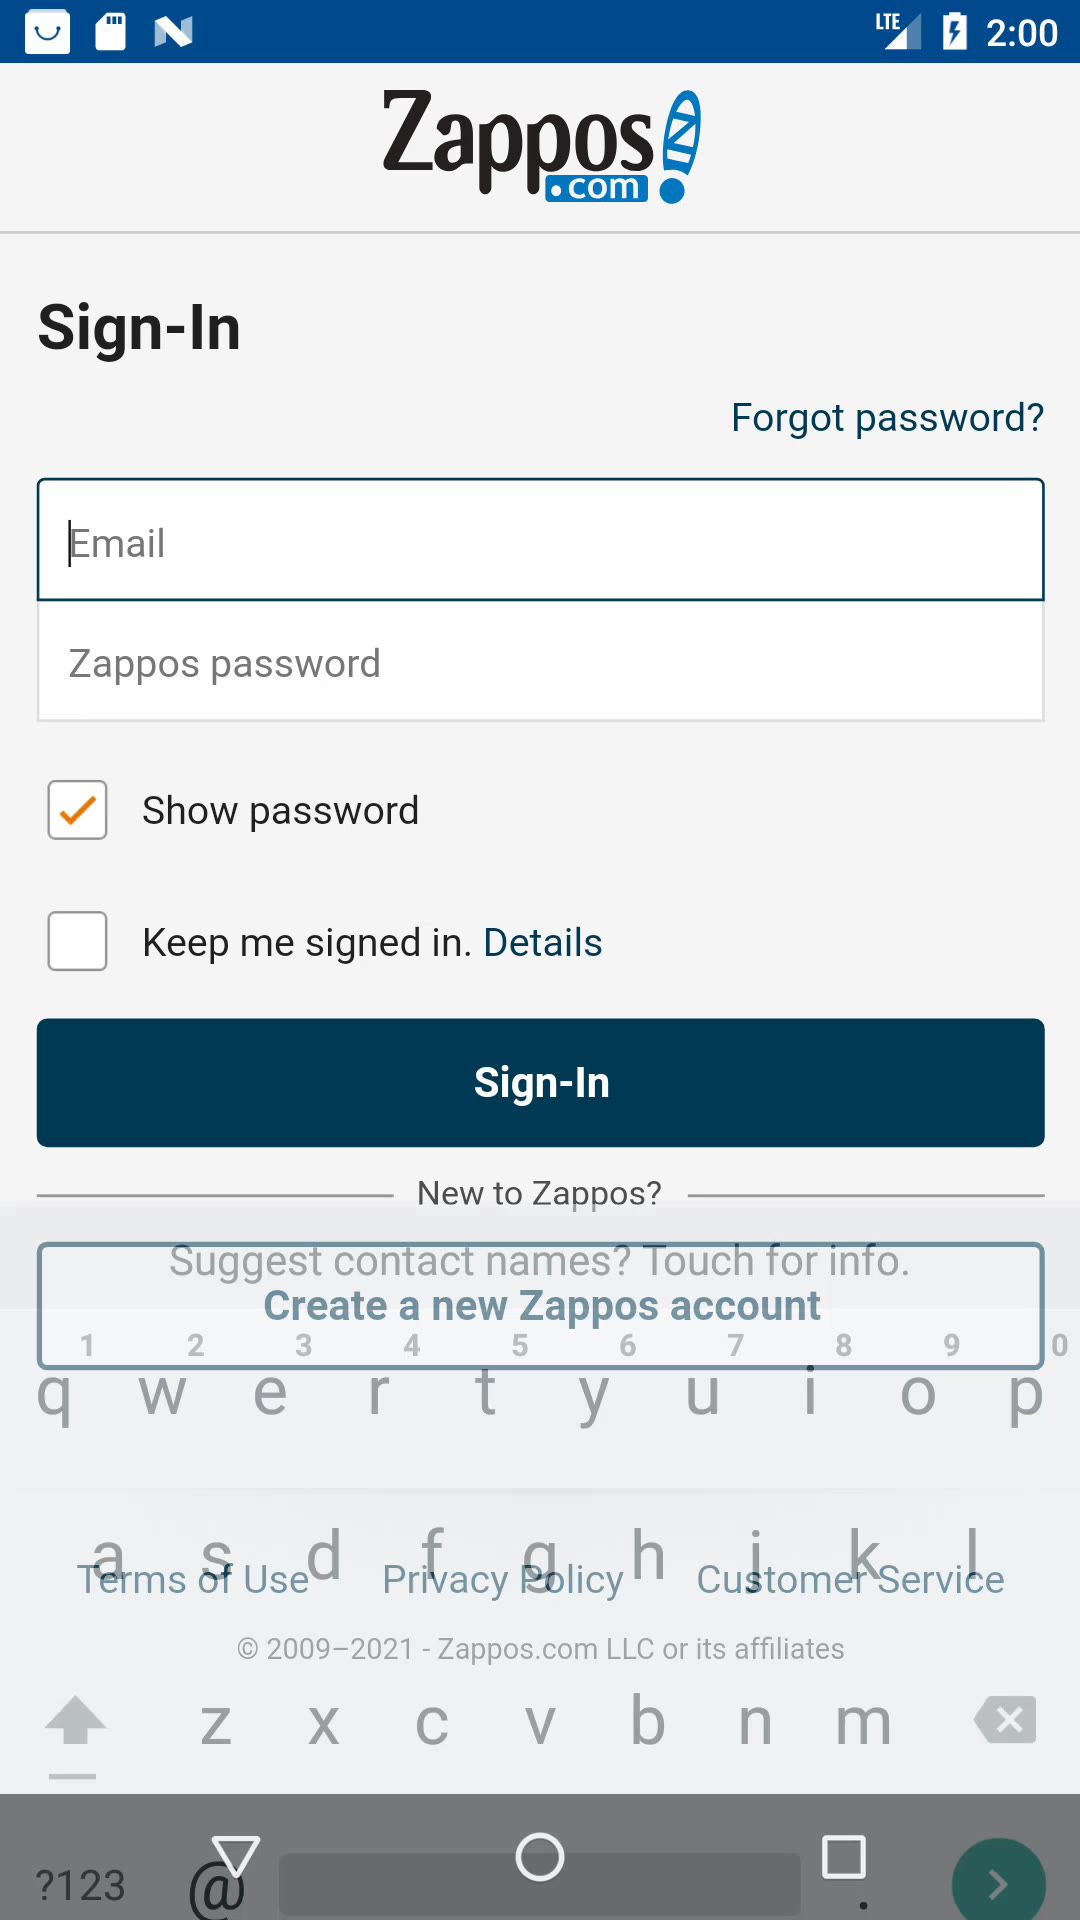 LTE 2:00
Zappos
.com
Sign-In
Forgot password?
Email
Zappos password
Show password
Keep me signed in. Details
Sign-In
New to Zappos?
Suggest contact names? Touch for info.
Create a new Zappos account
1 2 3 4 5 6 7 8 9 0
q w e r t y u i o p
a s d f g h j k l
Terms of Use Privacy Policy Customer Service
© 2009–2021 - Zappos.com LLC or its affiliates
z x c v b n m
?123 @ .